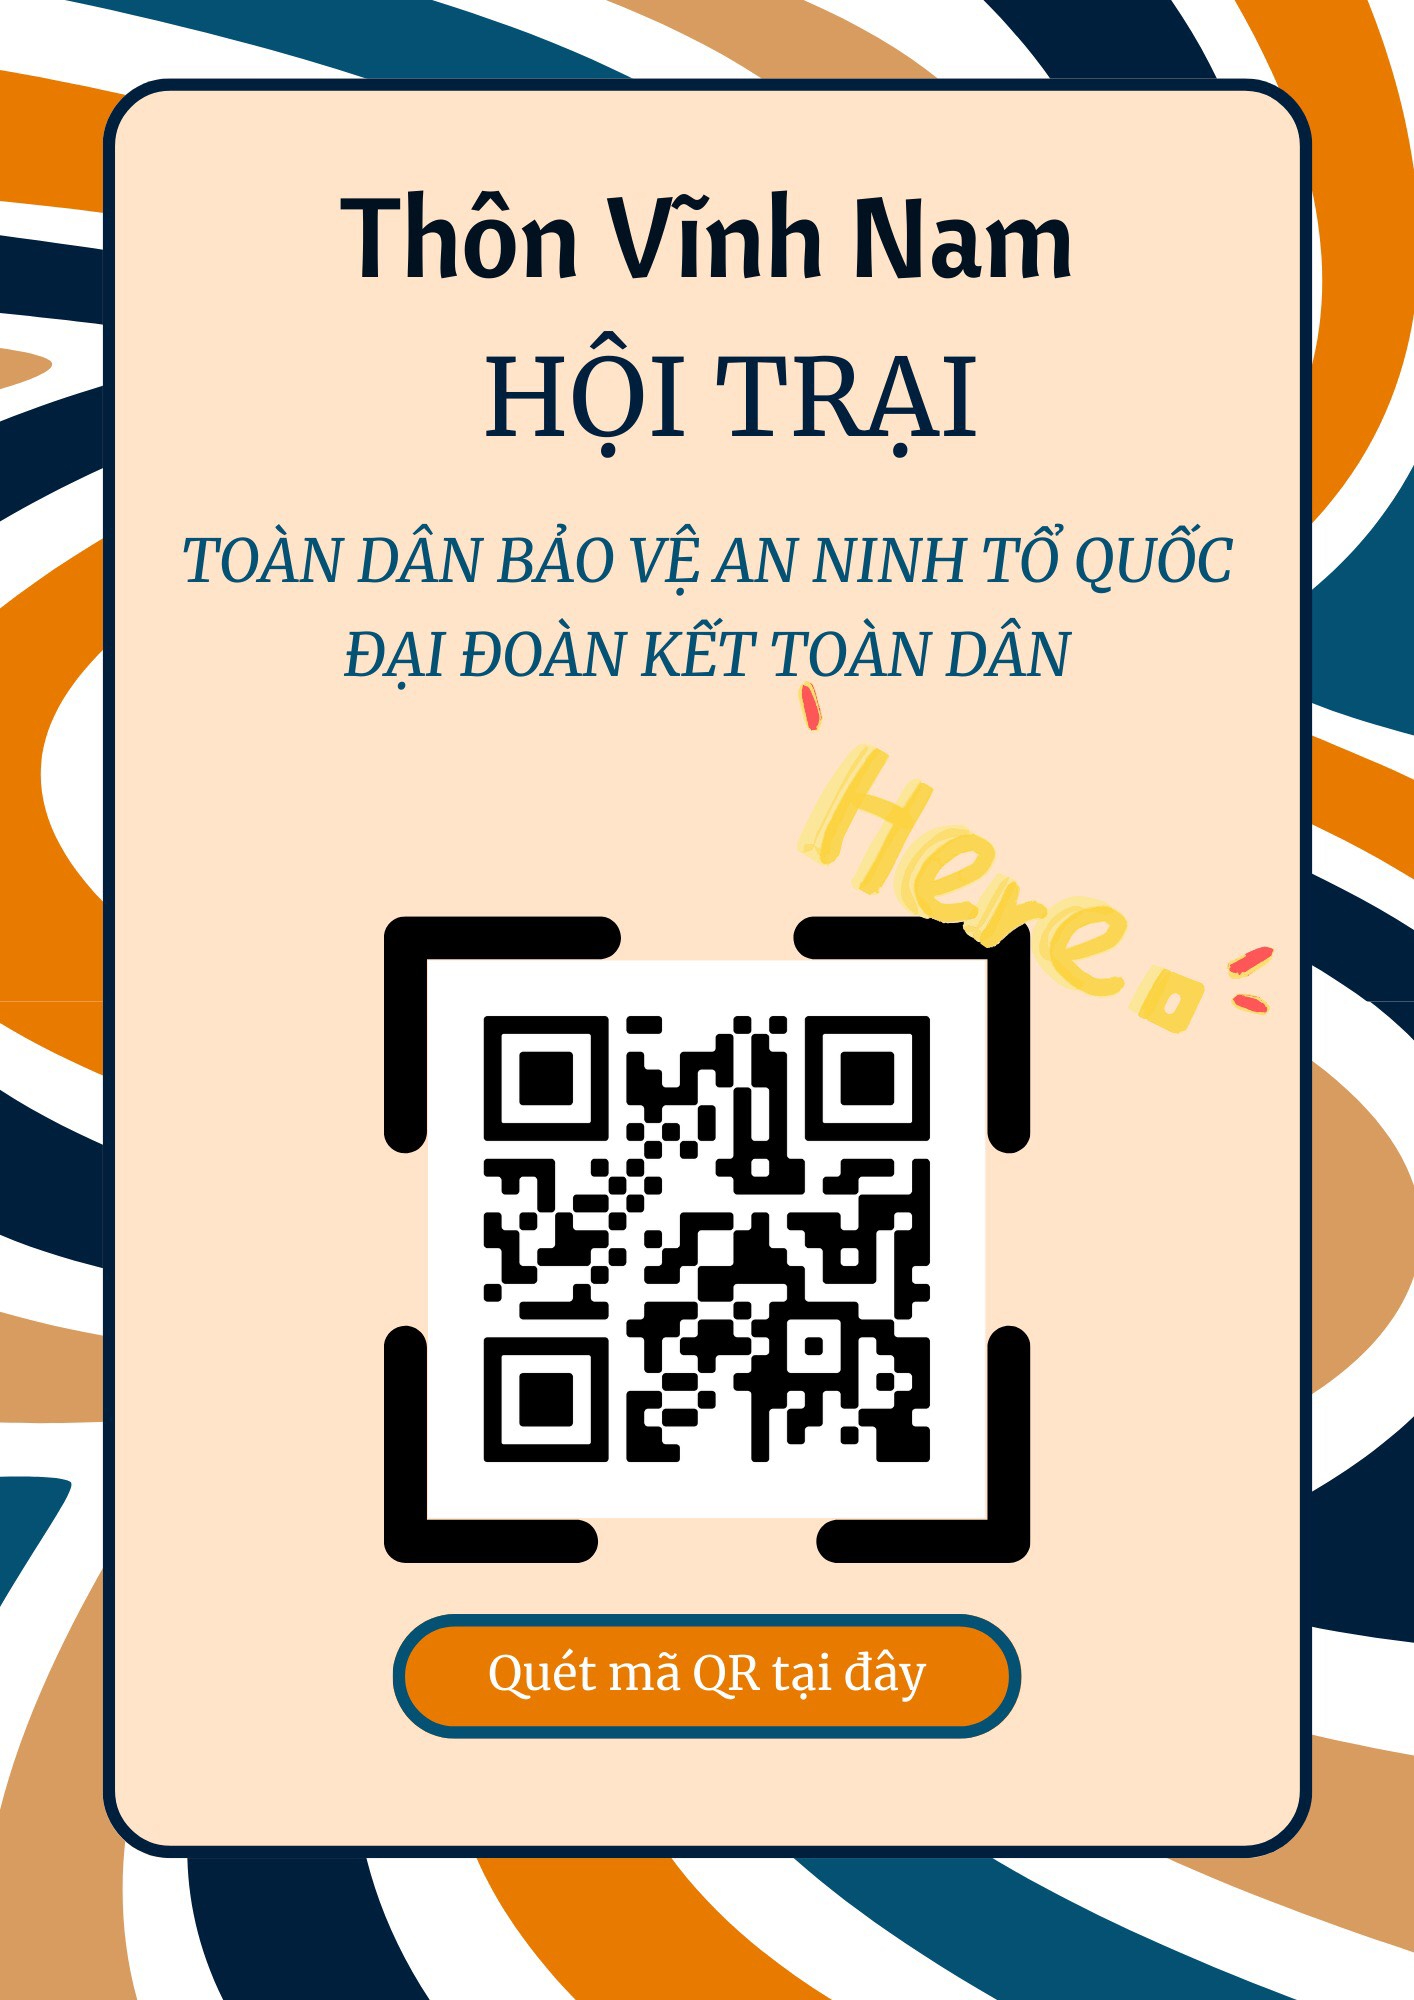 Thôn Vĩnh Nam
HỘI TRẠI
TOÀN DÂN BẢO VỆ AN NINH TỔ QUỐC
ĐẠI ĐOÀN KẾT TOÀN DÂN
Here.
Quét mã QR tại đây